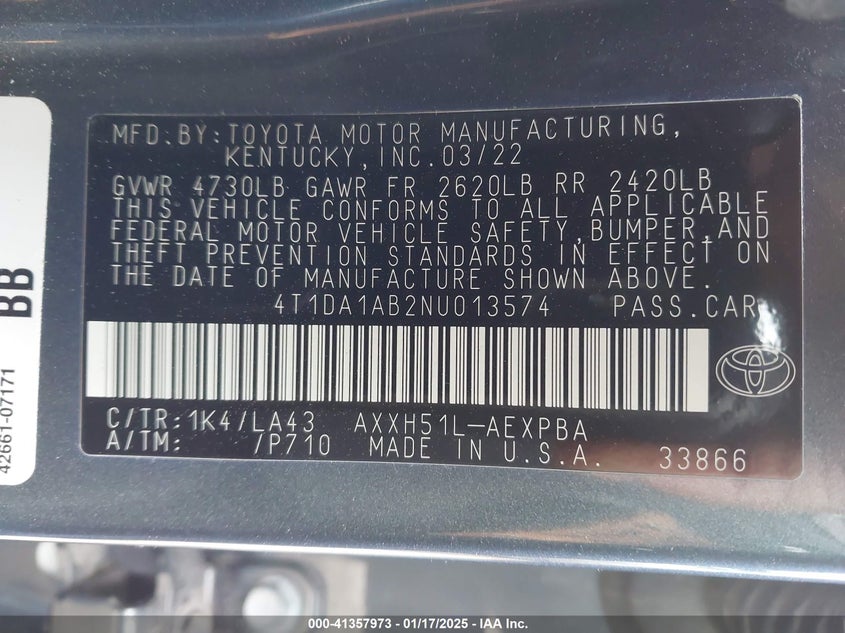 MFD.BY:TOYOTA MOTOR MANUFACTURING,
KENTUCKY,INC.03/22
GVWR 4730LB GAWR FR 2620LB RR 2420LB
THIS VEHICLE CONFORMS TO ALL APPLICABLE
FEDERAL MOTOR VEHICLE SAFETY,BUMPER,AND
THEFT PREVENTION STANDARDS IN EFFECT ON
THE DATE OF MANUFACTURE SHOWN ABOVE.
4T1DA1AB2NU013574 PASS.CAR
C/TR:1K4/LA43 AXXH51L-AEXPBA
A/TM: /P710 MADE IN U.S.A. 33866
BB
42661-07171
000-41357973 — 01/17/2025 — IAA Inc.